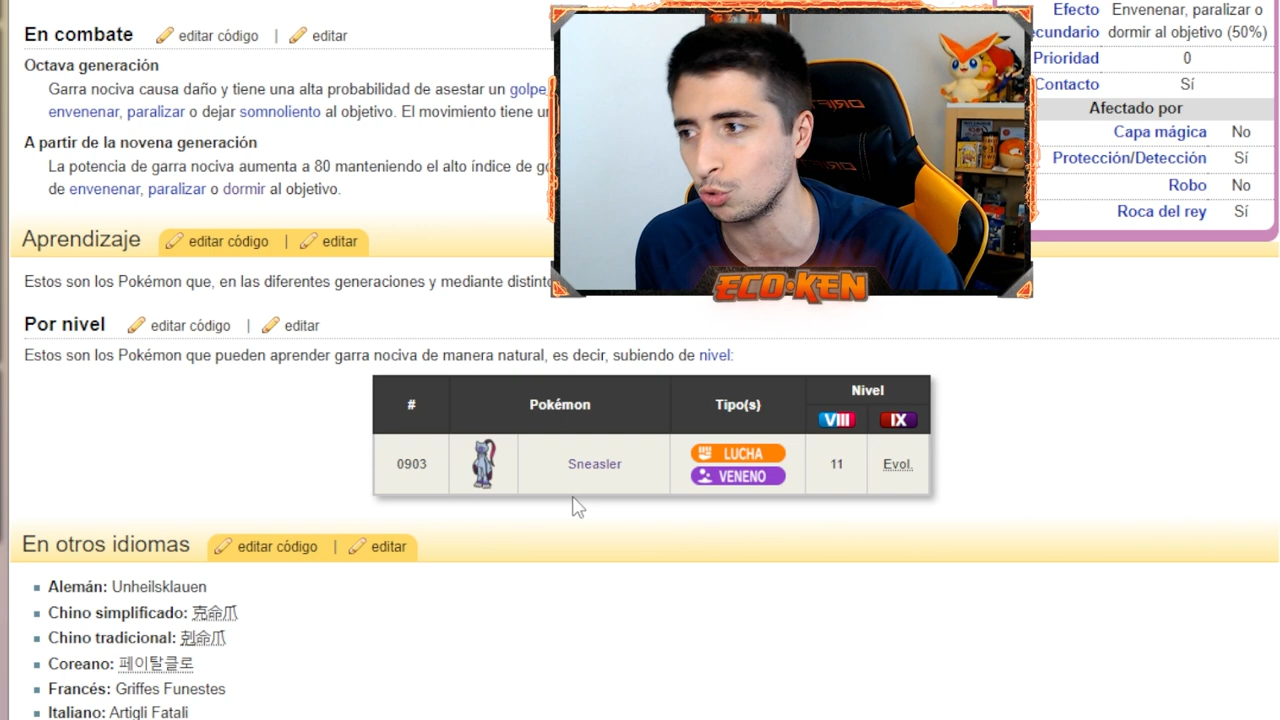 En combate editar código | editar
Octava generación
Garra nociva causa daño y tiene una alta probabilidad de asestar un golpe
envenenar, paralizar o dejar somnoliento al objetivo. El movimiento tiene un
A partir de la novena generación
La potencia de garra nociva aumenta a 80 manteniendo el alto índice de go
de envenenar, paralizar o dormir al objetivo.
Aprendizaje editar código | editar
Estos son los Pokémon que, en las diferentes generaciones y mediante distinto
Por nivel editar código | editar
Estos son los Pokémon que pueden aprender garra nociva de manera natural, es decir, subiendo de nivel:
# Pokémon Tipo(s) Nivel
VIII IX
0903 Sneasler LUCHA 11 Evol.
VENENO
En otros idiomas editar código | editar
Alemán: Unheilsklauen
Chino simplificado: 克命爪
Chino tradicional: 剋命爪
Coreano: 페이탈클로
Francés: Griffes Funestes
Italiano: Artigli Fatali
Efecto Envenenar, paralizar o
ecundario dormir al objetivo (50%)
Prioridad 0
Contacto Sí
Afectado por
Capa mágica No
Protección/Detección Sí
Robo No
Roca del rey Sí
DRIFT
ECO·KEN